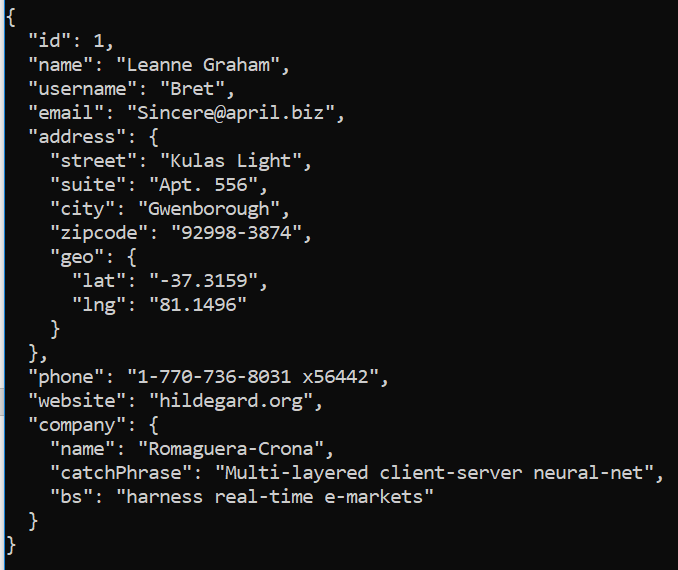 {
  "id": 1,
  "name": "Leanne Graham",
  "username": "Bret",
  "email": "Sincere@april.biz",
  "address": {
    "street": "Kulas Light",
    "suite": "Apt. 556",
    "city": "Gwenborough",
    "zipcode": "92998-3874",
    "geo": {
      "lat": "-37.3159",
      "lng": "81.1496"
    }
  },
  "phone": "1-770-736-8031 x56442",
  "website": "hildegard.org",
  "company": {
    "name": "Romaguera-Crona",
    "catchPhrase": "Multi-layered client-server neural-net",
    "bs": "harness real-time e-markets"
  }
}